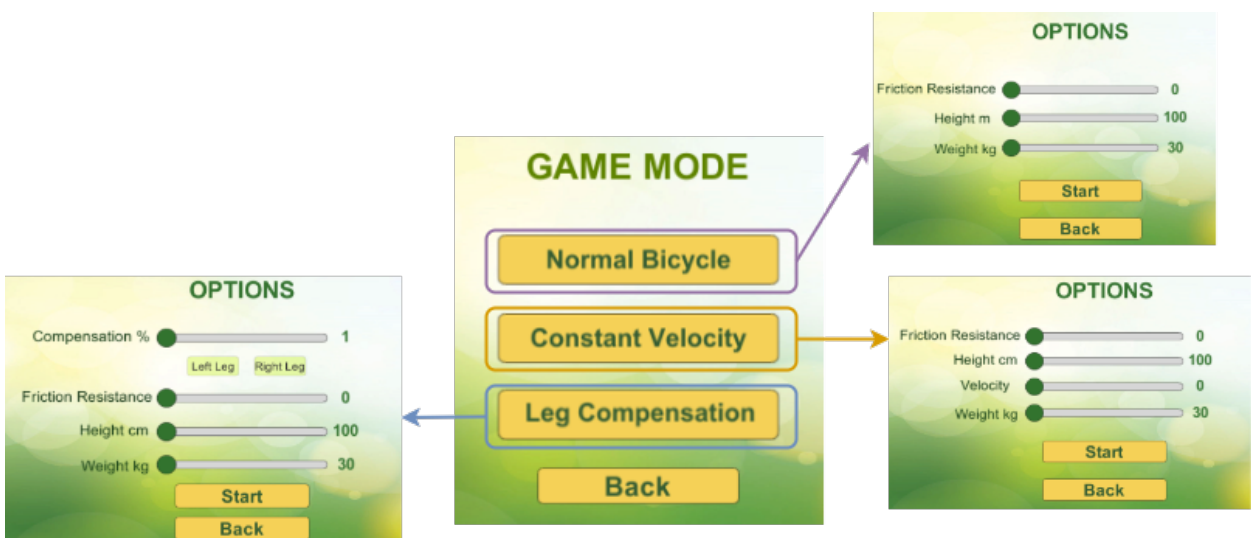 GAME MODE
Normal Bicycle
Constant Velocity
Leg Compensation
Back
OPTIONS
Friction Resistance 0
Height m 100
Weight kg 30
Start
Back
OPTIONS
Friction Resistance 0
Height cm 100
Velocity 0
Weight kg 30
Start
Back
OPTIONS
Compensation % 1
Left Leg Right Leg
Friction Resistance 0
Height cm 100
Weight kg 30
Start
Back